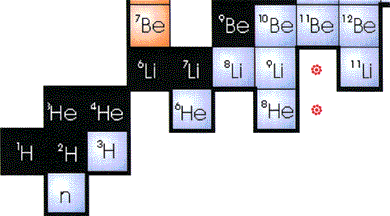 ⁷Be ⁹Be ¹⁰Be ¹¹Be ¹²Be
⁶Li ⁷Li ⁸Li ⁹Li ¹¹Li
³He ⁴He ⁶He ⁸He
¹H ²H ³H
n